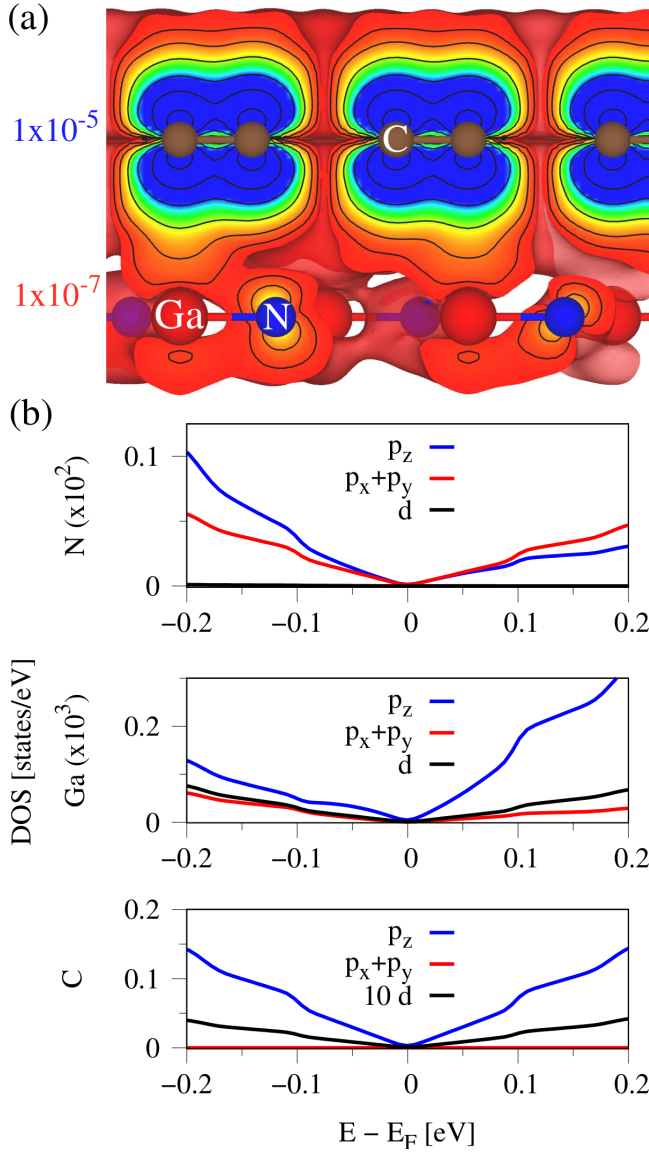 (a)
1x10⁻⁵
C
1x10⁻⁷
Ga
N
(b)
N (x10²)
0.1
0
p_z
p_x+p_y
d
−0.2 −0.1 0 0.1 0.2
DOS [states/eV]
Ga (x10³)
0.2
0
p_z
p_x+p_y
d
−0.2 −0.1 0 0.1 0.2
C
0.2
0.1
0
p_z
p_x+p_y
10 d
−0.2 −0.1 0 0.1 0.2
E − E_F [eV]